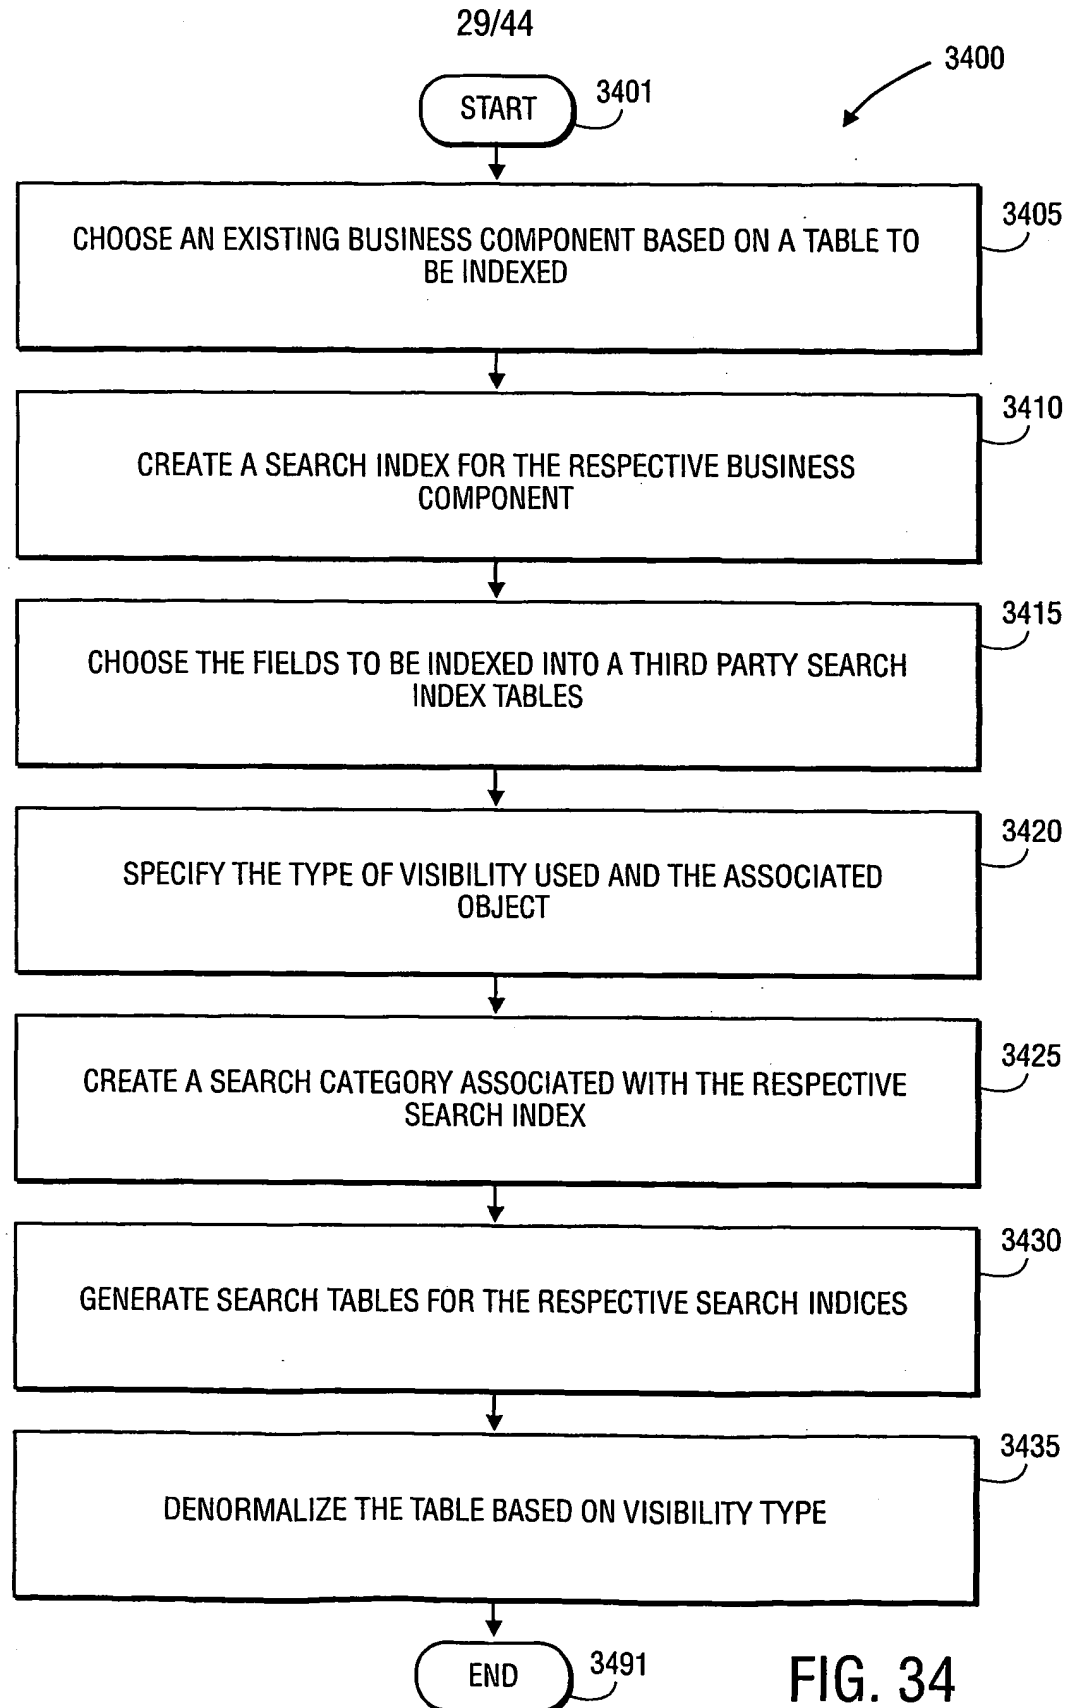 29/44
3400
START
3401
CHOOSE AN EXISTING BUSINESS COMPONENT BASED ON A TABLE TO
BE INDEXED
3405
CREATE A SEARCH INDEX FOR THE RESPECTIVE BUSINESS
COMPONENT
3410
CHOOSE THE FIELDS TO BE INDEXED INTO A THIRD PARTY SEARCH
INDEX TABLES
3415
SPECIFY THE TYPE OF VISIBILITY USED AND THE ASSOCIATED
OBJECT
3420
CREATE A SEARCH CATEGORY ASSOCIATED WITH THE RESPECTIVE
SEARCH INDEX
3425
GENERATE SEARCH TABLES FOR THE RESPECTIVE SEARCH INDICES
3430
DENORMALIZE THE TABLE BASED ON VISIBILITY TYPE
3435
END
3491
FIG. 34